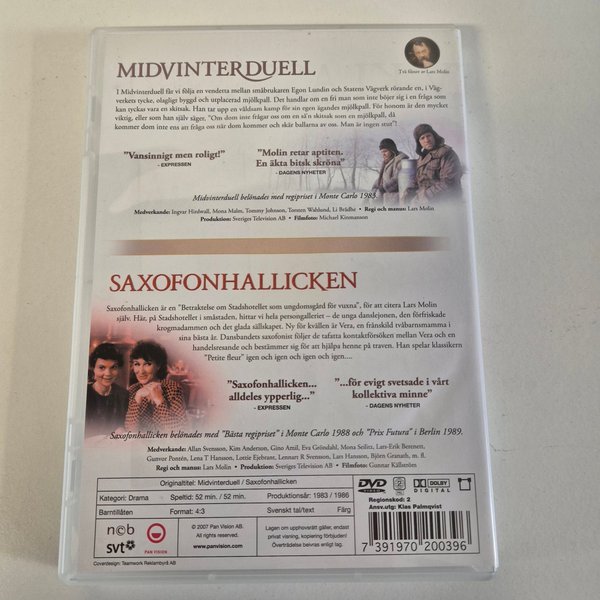 MIDVINTERDUELL
Två filmer av Lars Molin
I Midvinterduell får vi följa en vendetta mellan småbrukaren Egon Lundin och Statens Vägverk rörande en, i Väg-
verkets tycke, olagligt byggd och utplacerad mjölkpall. Det handlar om en fri man som inte böjer sig i en fråga som
kan tyckas vara en skitsak. Han tar upp en våldsam kamp för sin egen ägandes mjölkpall. För honom är den mycket
viktig, eller som han själv säger, "Om dom inte frågar oss om en så'n skitsak som en mjölkpall, då
kommer dom inte ens att fråga oss när dom kommer och skär ballarna av oss. Man är ingen stut"!
"Vansinnigt men roligt!"
- EXPRESSEN
"Molin retar aptiten.
En äkta bitsk skröna"
- DAGENS NYHETER
Midvinterduell belönades med regipriset i Monte Carlo 1983.
Medverkande: Ingvar Hirdwall, Mona Malm, Tommy Johnson, Torsten Wahlund, Li Brådhe • Regi och manus: Lars Molin
Produktion: Sveriges Television AB • Filmfoto: Michael Kinmanson
SAXOFONHALLICKEN
Saxofonhallicken är en "Betraktelse om Stadshotellet som ungdomsgård för vuxna", för att citera Lars Molin
själv. Här, på Stadshotellet i småstaden, hittar vi hela persongalleriet - de unga danslejonen, den förfriskade
krogmadammen och det glada sällskapet. Ny för kvällen är Vera, en frånskild tvåbarnsmamma i
sin bästa år. Dansbandets saxofonist följer de tafatta kontaktförsöken mellan Vera och en
handelsresande och bestämmer sig för att hjälpa henne på traven. Han spelar klassikern
"Petite fleur" igen och igen och igen och igen....
"Saxofonhallicken...
alldeles ypperlig..."
- EXPRESSEN
"...för evigt svetsade i vårt
kollektiva minne"
- DAGENS NYHETER
Saxofonhallicken belönades med "Bästa regipriset" i Monte Carlo 1988 och "Prix Futura" i Berlin 1989.
Medverkande: Allan Svensson, Kim Anderzon, Gino Amil, Eva Gröndahl, Mona Seilitz, Lars-Erik Berenett,
Gunvor Pontén, Lena T Hansson, Lottie Ejebrant, Lennart R Svensson, Lars Hansson, Björn Granath, m. fl.
Regi och manus: Lars Molin • Produktion: Sveriges Television AB • Filmfoto: Gunnar Källström
Originaltitel: Midvinterduell / Saxofonhallicken
Kategori: Drama
Speltid: 52 min. / 52 min.
Produktionsår: 1983 / 1986
Barntillåten
Format: 4:3
Svenskt tal/text
Färg
ncb
svt
PAN VISION
© 2007 Pan Vision AB.
All rights reserved.
www.panvision.com
Lagen om upphovsrätt gäller, endast
privat visning, kopiering förbjuden!
Överträdelse beivras enligt lag.
Coverdesign: Teamwork Reklambyrå AB
DVD
VIDEO
2
DOLBY
DIGITAL
Regionskod: 2
Ansv.utg: Klas Palmqvist
7 391970 200396